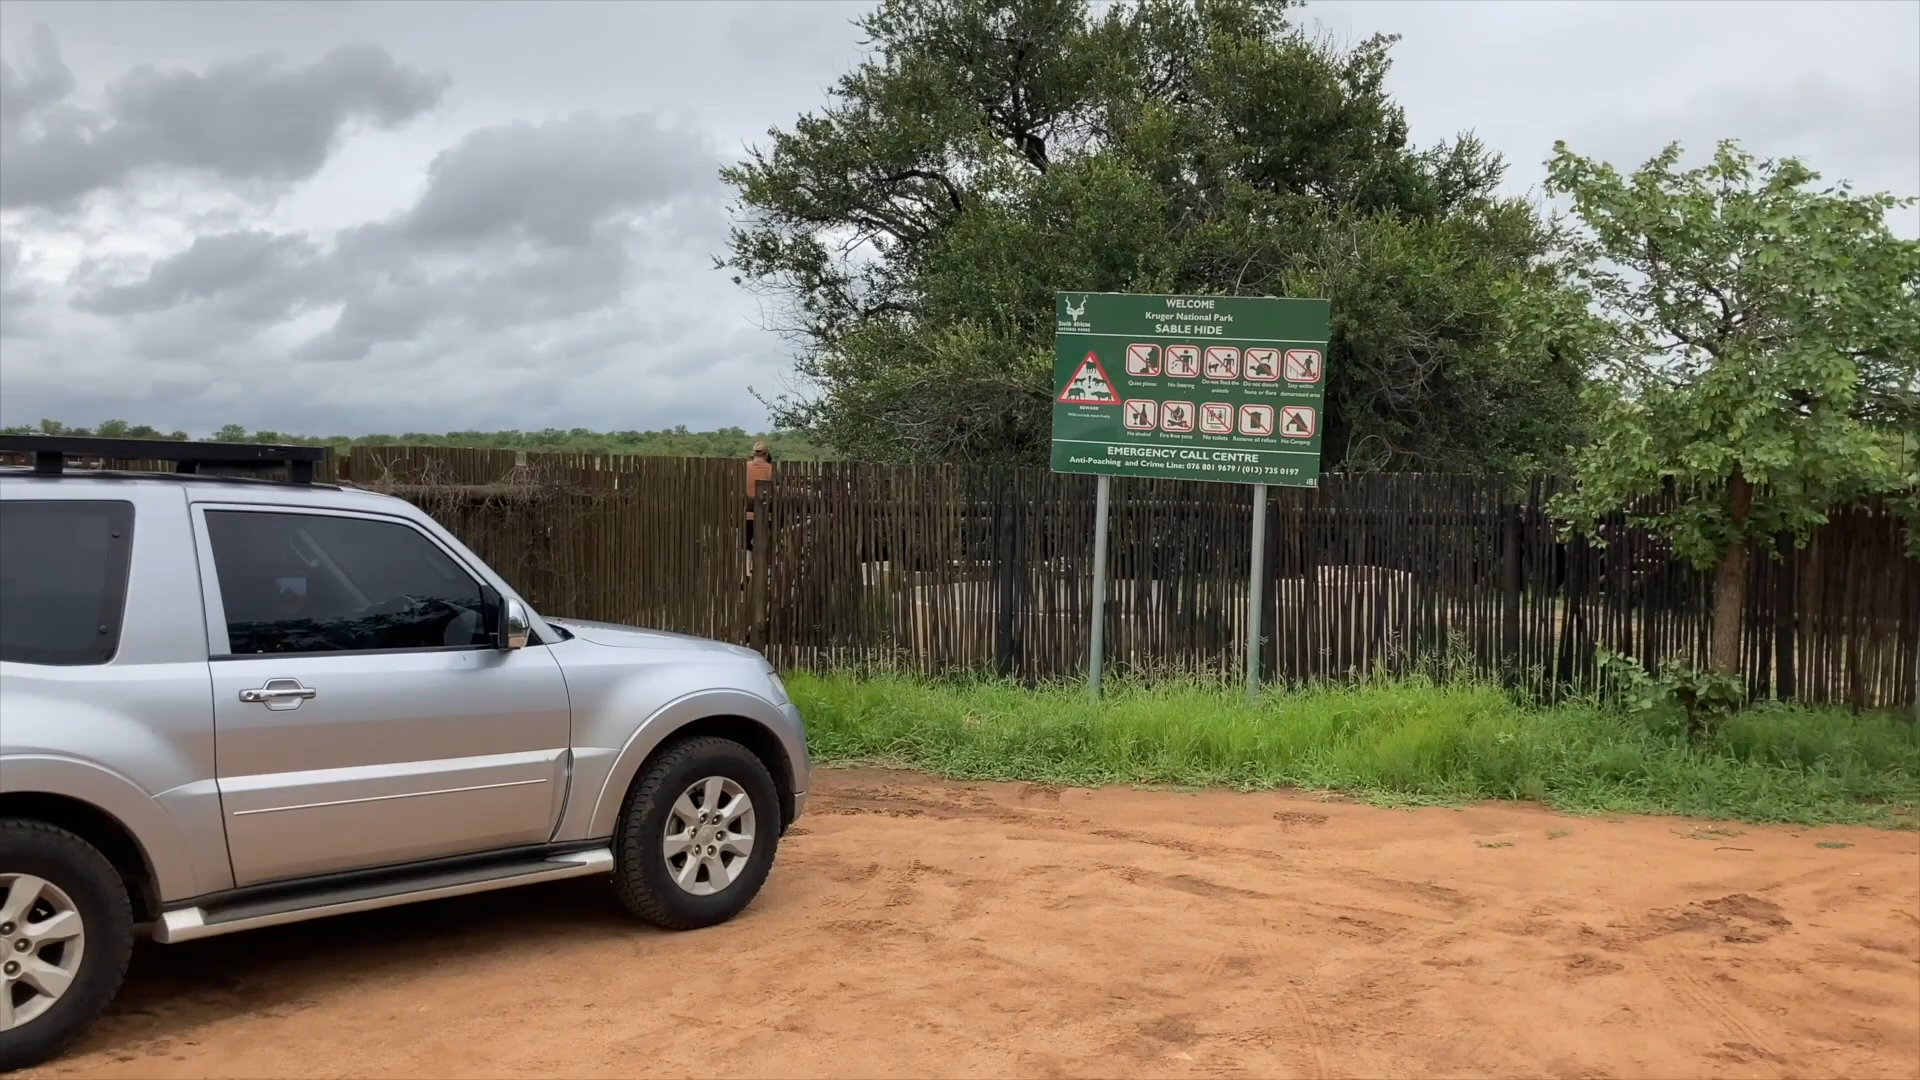 WELCOME
Kruger National Park
SABLE HIDE
South African
NATIONAL PARKS
Quiet please
No littering
Do not feed the
animals
Do not disturb
fauna or flora
Stay within
demarcated area
BEWARE
No alcohol
Fire free zone
No toilets
Remove all refuse
No Camping
EMERGENCY CALL CENTRE
Anti-Poaching and Crime Line: 076 801 9679 / (013) 735 0197